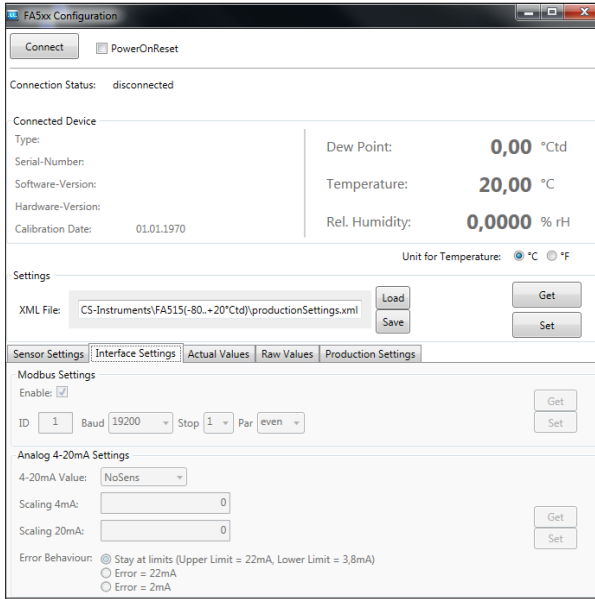 FA5xx Configuration
Connect PowerOnReset
Connection Status: disconnected
Connected Device
Type:
Serial-Number:
Software-Version:
Hardware-Version:
Calibration Date: 01.01.1970
Dew Point: 0,00 °Ctd
Temperature: 20,00 °C
Rel. Humidity: 0,0000 % rH
Unit for Temperature: °C °F
Settings
XML File: CS-Instruments\FA515(-80..+20°Ctd)\productionSettings.xml
Load
Save
Get
Set
Sensor Settings Interface Settings Actual Values Raw Values Production Settings
Modbus Settings
Enable:
ID 1 Baud 19200 Stop 1 Par even
Get
Set
Analog 4-20mA Settings
4-20mA Value: NoSens
Scaling 4mA: 0
Scaling 20mA: 0
Get
Set
Error Behaviour: Stay at limits (Upper Limit = 22mA, Lower Limit = 3,8mA)
Error = 22mA
Error = 2mA